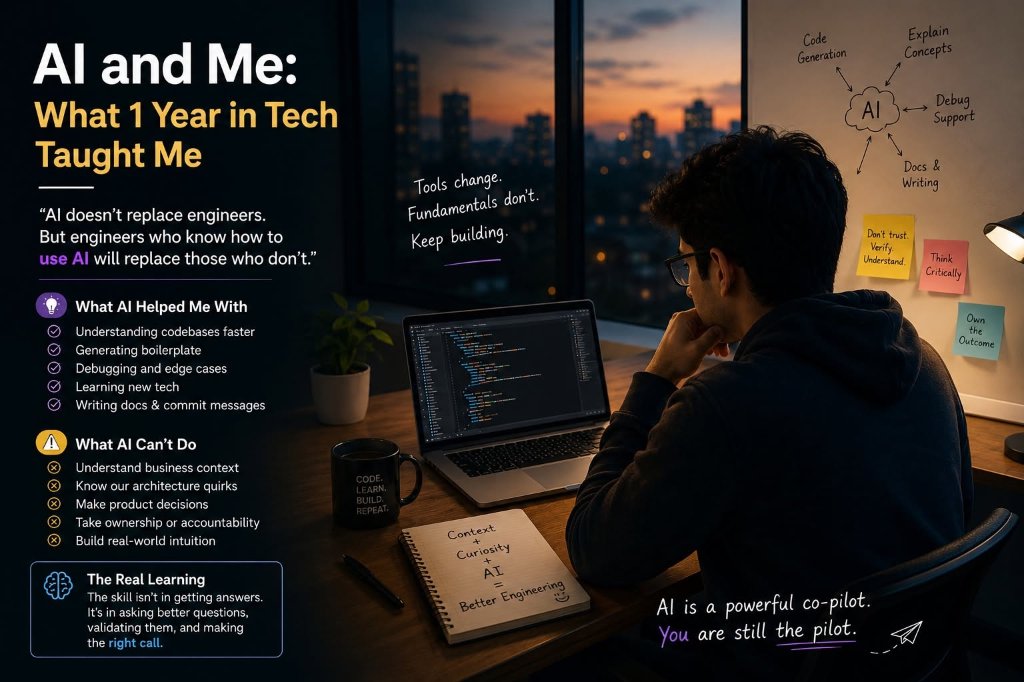 AI and Me:
What 1 Year in Tech
Taught Me
“AI doesn’t replace engineers.
But engineers who know how to
use AI will replace those who don’t.”
What AI Helped Me With
Understanding codebases faster
Generating boilerplate
Debugging and edge cases
Learning new tech
Writing docs & commit messages
What AI Can’t Do
Understand business context
Know our architecture quirks
Make product decisions
Take ownership or accountability
Build real-world intuition
The Real Learning
The skill isn’t in getting answers.
It’s in asking better questions,
validating them, and making
the right call.
Tools change.
Fundamentals don’t.
Keep building.
Code
Generation
Explain
Concepts
AI
Debug
Support
Docs &
Writing
Don’t trust.
Verify.
Understand.
Think
Critically
Own
the
Outcome
CODE.
LEARN.
BUILD.
REPEAT.
Context
+
Curiosity
+
AI
=
Better Engineering
AI is a powerful co-pilot.
You are still the pilot.